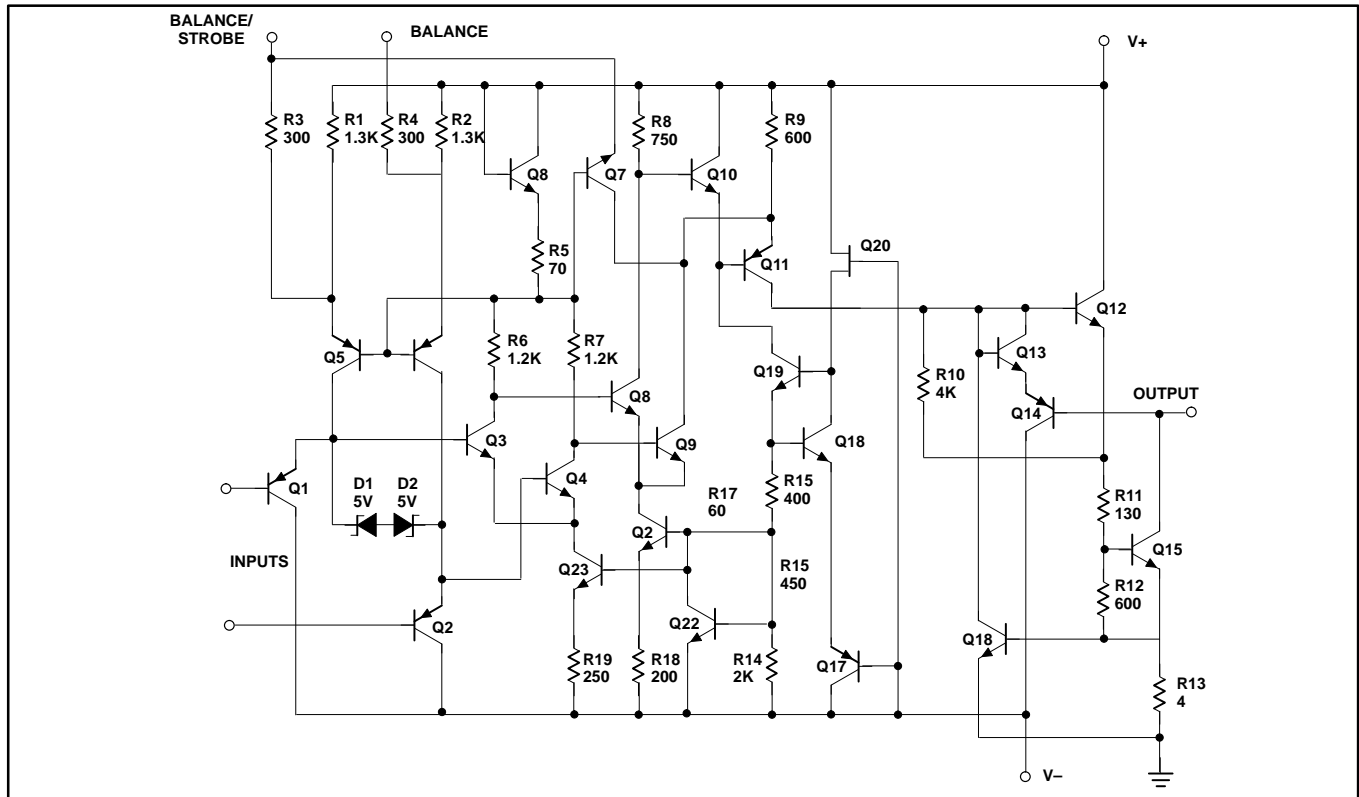 BALANCE/
STROBE
BALANCE
V+
R3
300
R1
1.3K
R4
300
R2
1.3K
Q8
R5
70
Q7
R8
750
Q10
R9
600
Q11
Q20
Q12
Q5
R6
1.2K
R7
1.2K
Q8
Q19
R10
4K
Q13
Q14
OUTPUT
Q3
Q4
Q9
Q18
Q1
D1
5V
D2
5V
R17
60
R15
400
R11
130
Q15
INPUTS
Q2
Q23
R15
450
R12
600
Q2
Q22
Q18
R19
250
R18
200
R14
2K
Q17
R13
4
V–